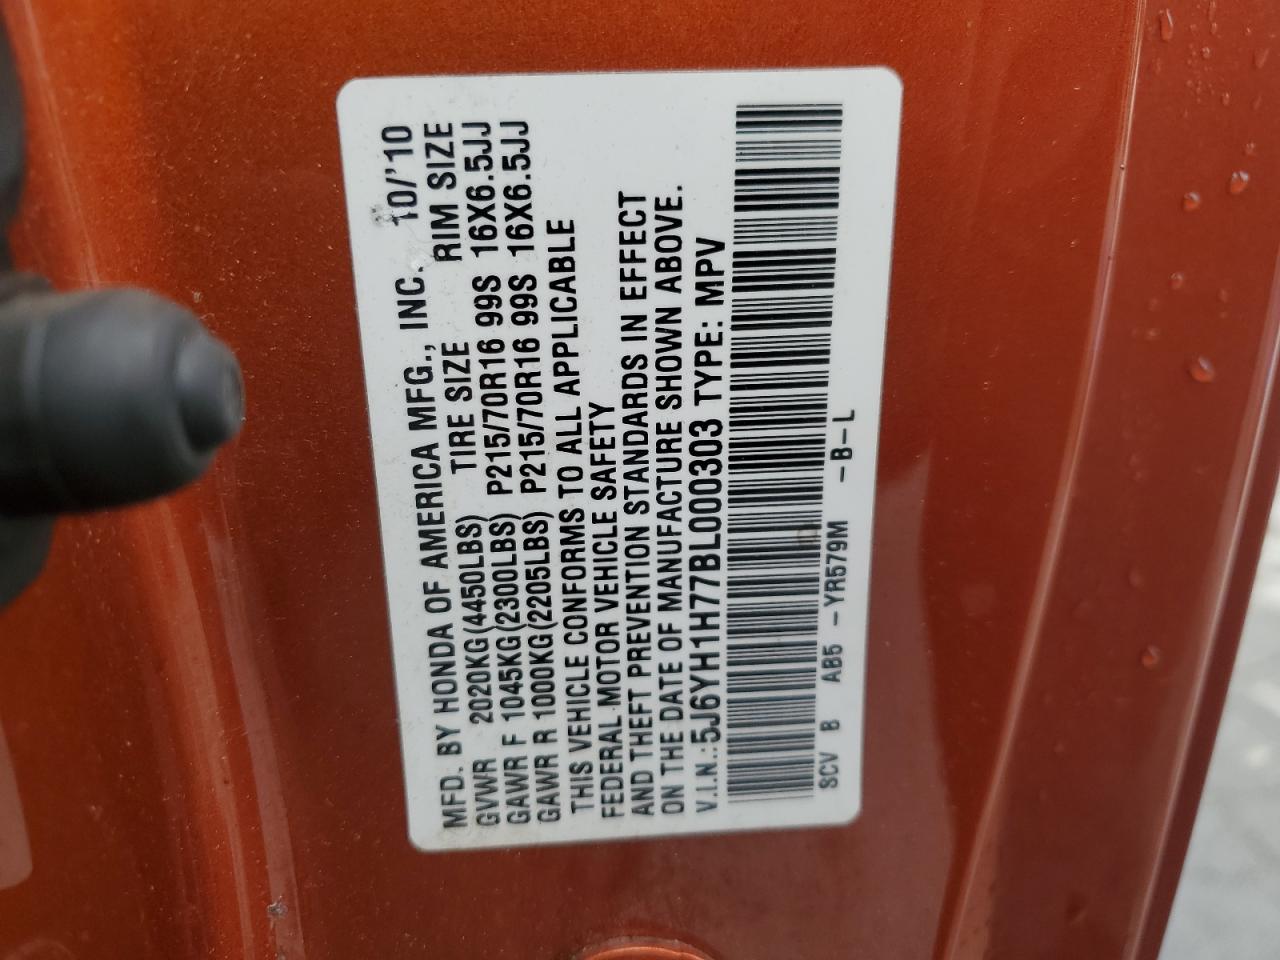 MFD. BY HONDA OF AMERICA MFG., INC. 10/'10
GVWR 2020KG(4450LBS) TIRE SIZE RIM SIZE
GAWR F 1045KG(2300LBS) P215/70R16 99S 16X6.5JJ
GAWR R 1000KG(2205LBS) P215/70R16 99S 16X6.5JJ
THIS VEHICLE CONFORMS TO ALL APPLICABLE
FEDERAL MOTOR VEHICLE SAFETY
AND THEFT PREVENTION STANDARDS IN EFFECT
ON THE DATE OF MANUFACTURE SHOWN ABOVE.
V.I.N.:5J6YH1H77BL000303 TYPE: MPV
SCV B AB5 -YR579M -B-L